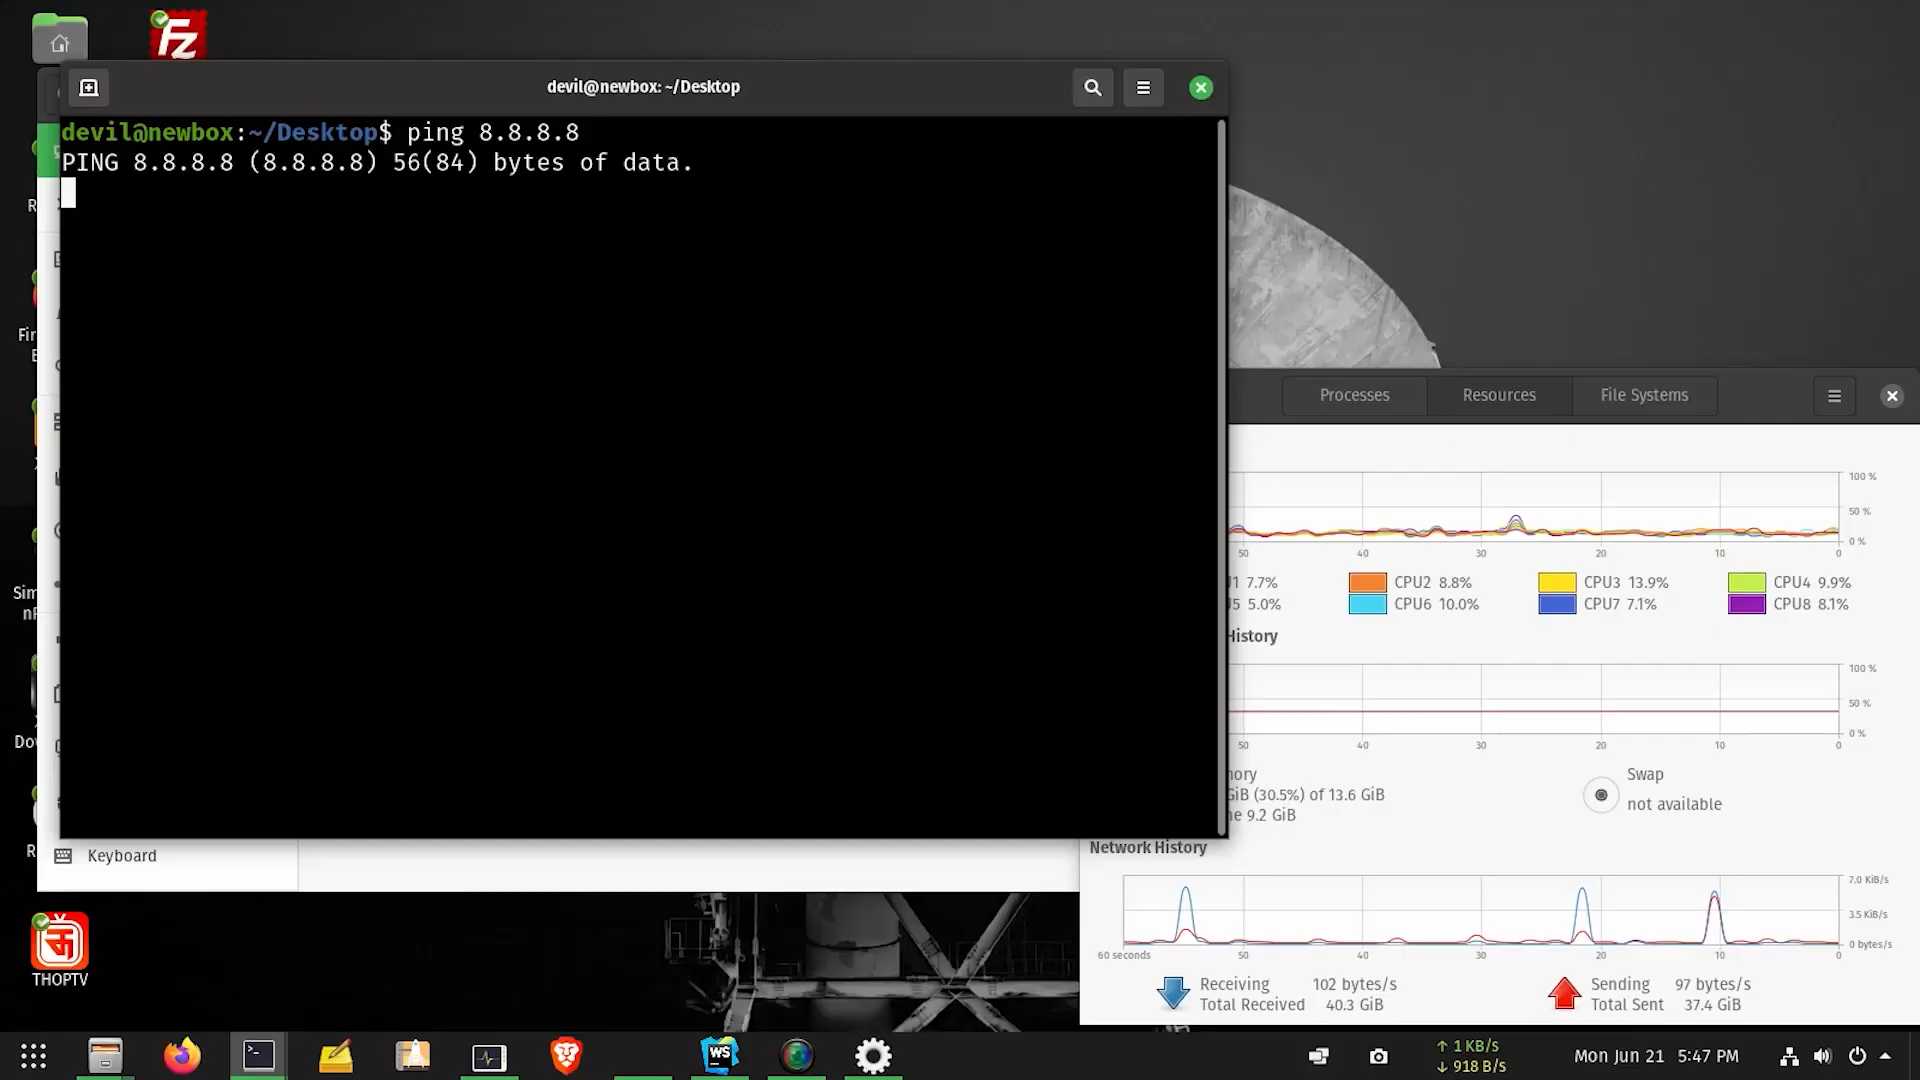 devil@newbox: ~/Desktop
devil@newbox:~/Desktop$ ping 8.8.8.8
PING 8.8.8.8 (8.8.8.8) 56(84) bytes of data.
Fz
Processes
Resources
File Systems
100 %
50 %
0 %
50
40
30
20
10
0
7.7%
CPU2 8.8%
CPU3 13.9%
CPU4 9.9%
5.0%
CPU6 10.0%
CPU7 7.1%
CPU8 8.1%
History
100 %
50 %
0 %
50
40
30
20
10
0
GiB (30.5%) of 13.6 GiB
9.2 GiB
Swap
not available
Keyboard
Network History
7.0 KiB/s
3.5 KiB/s
0 bytes/s
60 seconds
50
40
30
20
10
0
Receiving 102 bytes/s
Total Received 40.3 GiB
Sending 97 bytes/s
Total Sent 37.4 GiB
THOPTV
WS
↑ 1 KB/s
↓ 918 B/s
Mon Jun 21 5:47 PM